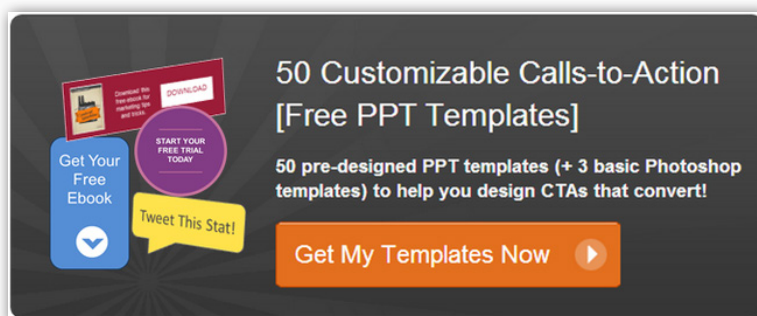 50 Customizable Calls-to-Action
[Free PPT Templates]
50 pre-designed PPT templates (+ 3 basic Photoshop
templates) to help you design CTAs that convert!
Get My Templates Now
Download this
free ebook for
marketing tips
and tricks.
DOWNLOAD
START YOUR
FREE TRIAL
TODAY
Get Your
Free
Ebook
Tweet This Stat!